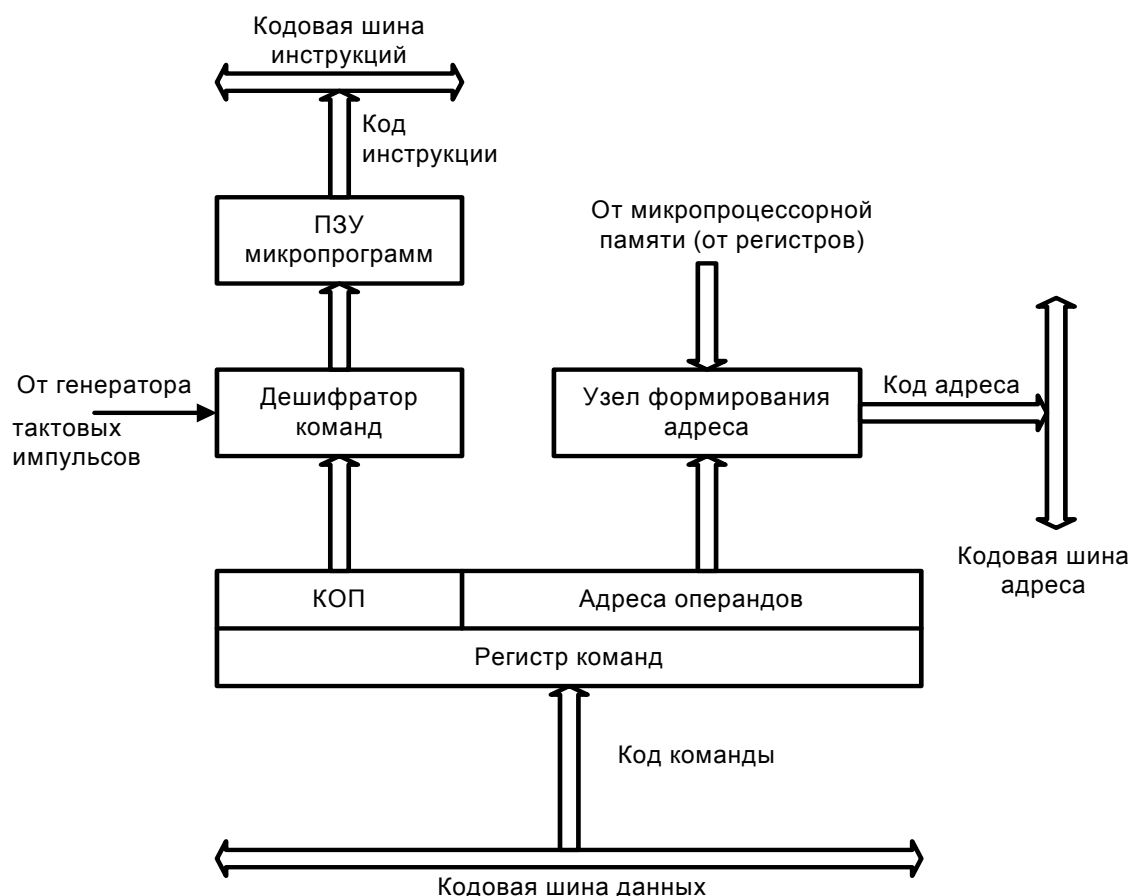 Кодовая шина
инструкций
Код
инструкции
ПЗУ
микропрограмм
От микропроцессорной
памяти (от регистров)
От генератора
тактовых
импульсов
Дешифратор
команд
Узел формирования
адреса
Код адреса
Кодовая шина
адреса
КОП
Адреса операндов
Регистр команд
Код команды
Кодовая шина данных